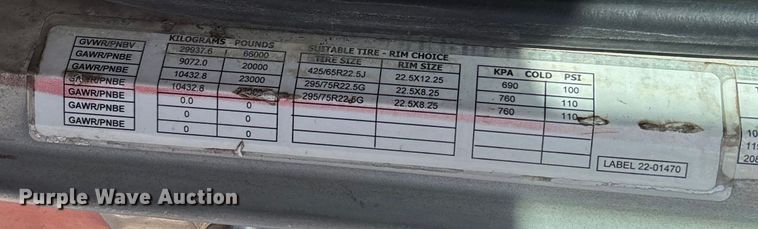 KILOGRAMS POUNDS SUITABLE TIRE - RIM CHOICE
GVWR/PNBV 29937.6 66000 TIRE SIZE RIM SIZE KPA COLD PSI
GAWR/PNBE 9072.0 20000 425/65R22.5J 22.5X12.25 690 100
GAWR/PNBE 10432.6 23000 295/75R22.5G 22.5X8.25 760 110
GAWR/PNBE 10432.6 295/75R22.5G 22.5X8.25 760 110
GAWR/PNBE 0.0 0
GAWR/PNBE 0 0
0 0
LABEL 22-01470
Purple Wave Auction